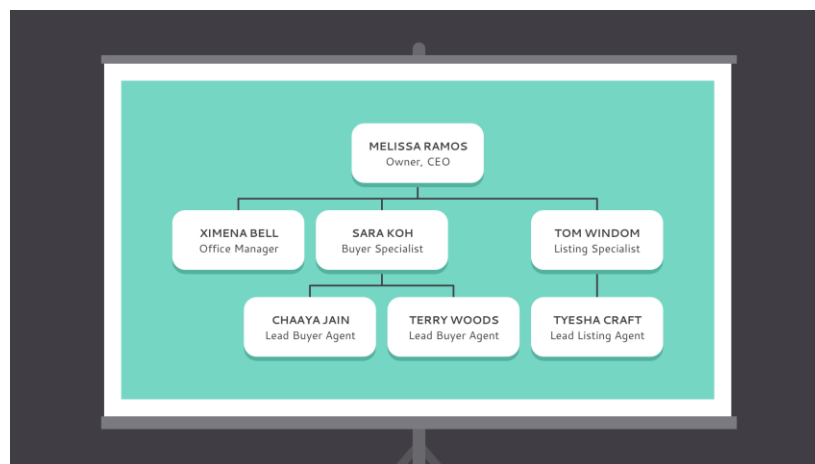 MELISSA RAMOS
Owner, CEO
XIMENA BELL
Office Manager
SARA KOH
Buyer Specialist
TOM WINDOM
Listing Specialist
CHAAYA JAIN
Lead Buyer Agent
TERRY WOODS
Lead Buyer Agent
TYESHA CRAFT
Lead Listing Agent